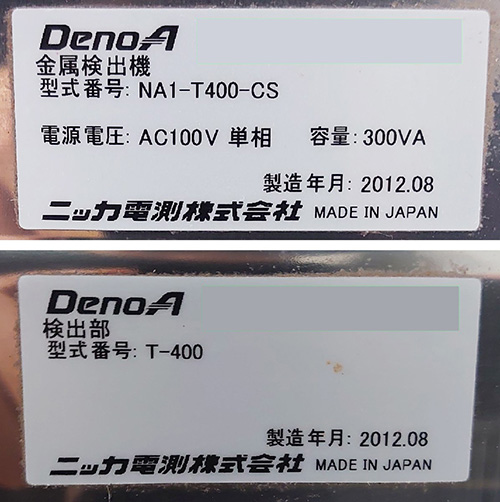 DenoA
金属検出機
型式番号: NA1-T400-CS
電源電圧: AC100V 単相 容量: 300VA
製造年月: 2012.08
ニッカ電測株式会社 MADE IN JAPAN
DenoA
検出部
型式番号: T-400
製造年月: 2012.08
ニッカ電測株式会社 MADE IN JAPAN